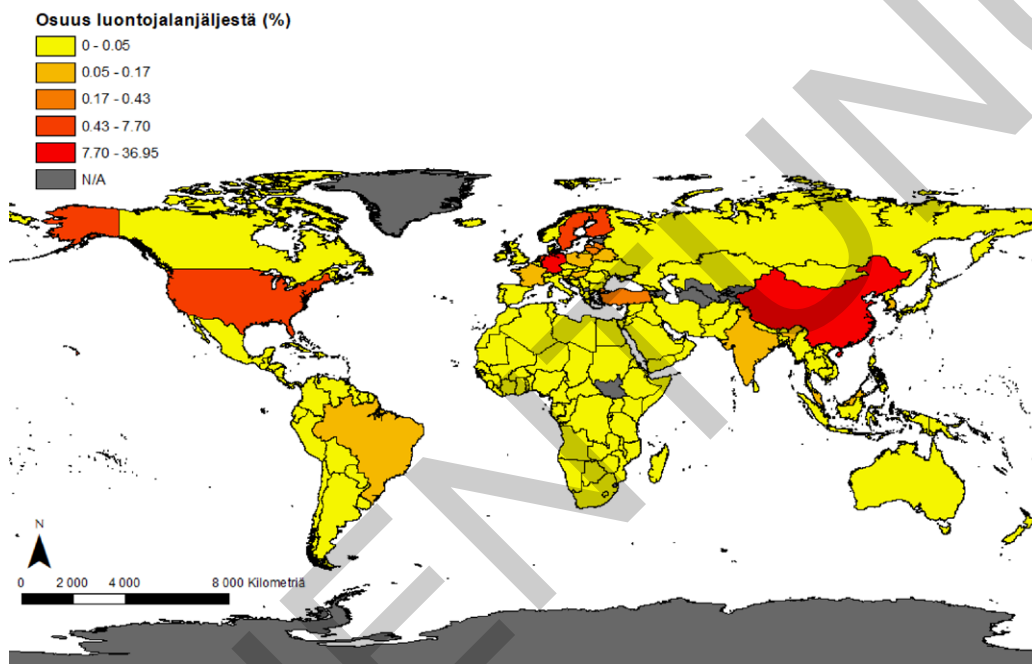 Osuus luontojalanjäljestä (%)
0 - 0.05
0.05 - 0.17
0.17 - 0.43
0.43 - 7.70
7.70 - 36.95
N/A
N
0 2 000 4 000 8 000 Kilometriä